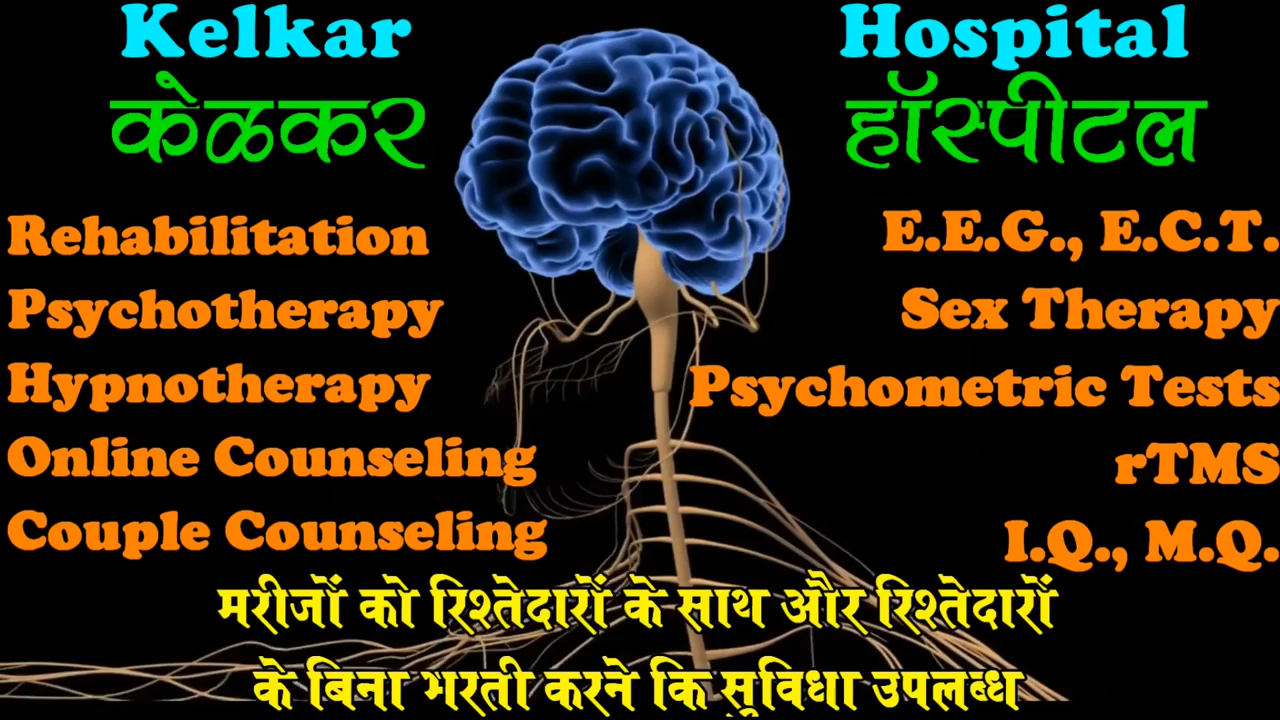 Kelkar Hospital
केळकर हॉस्पीटल
Rehabilitation
Psychotherapy
Hypnotherapy
Online Counseling
Couple Counseling
E.E.G., E.C.T.
Sex Therapy
Psychometric Tests
rTMS
I.Q., M.Q.
मरीजों को रिश्तेदारों के साथ और रिश्तेदारों
के बिना भरती करने कि सुविधा उपलब्ध